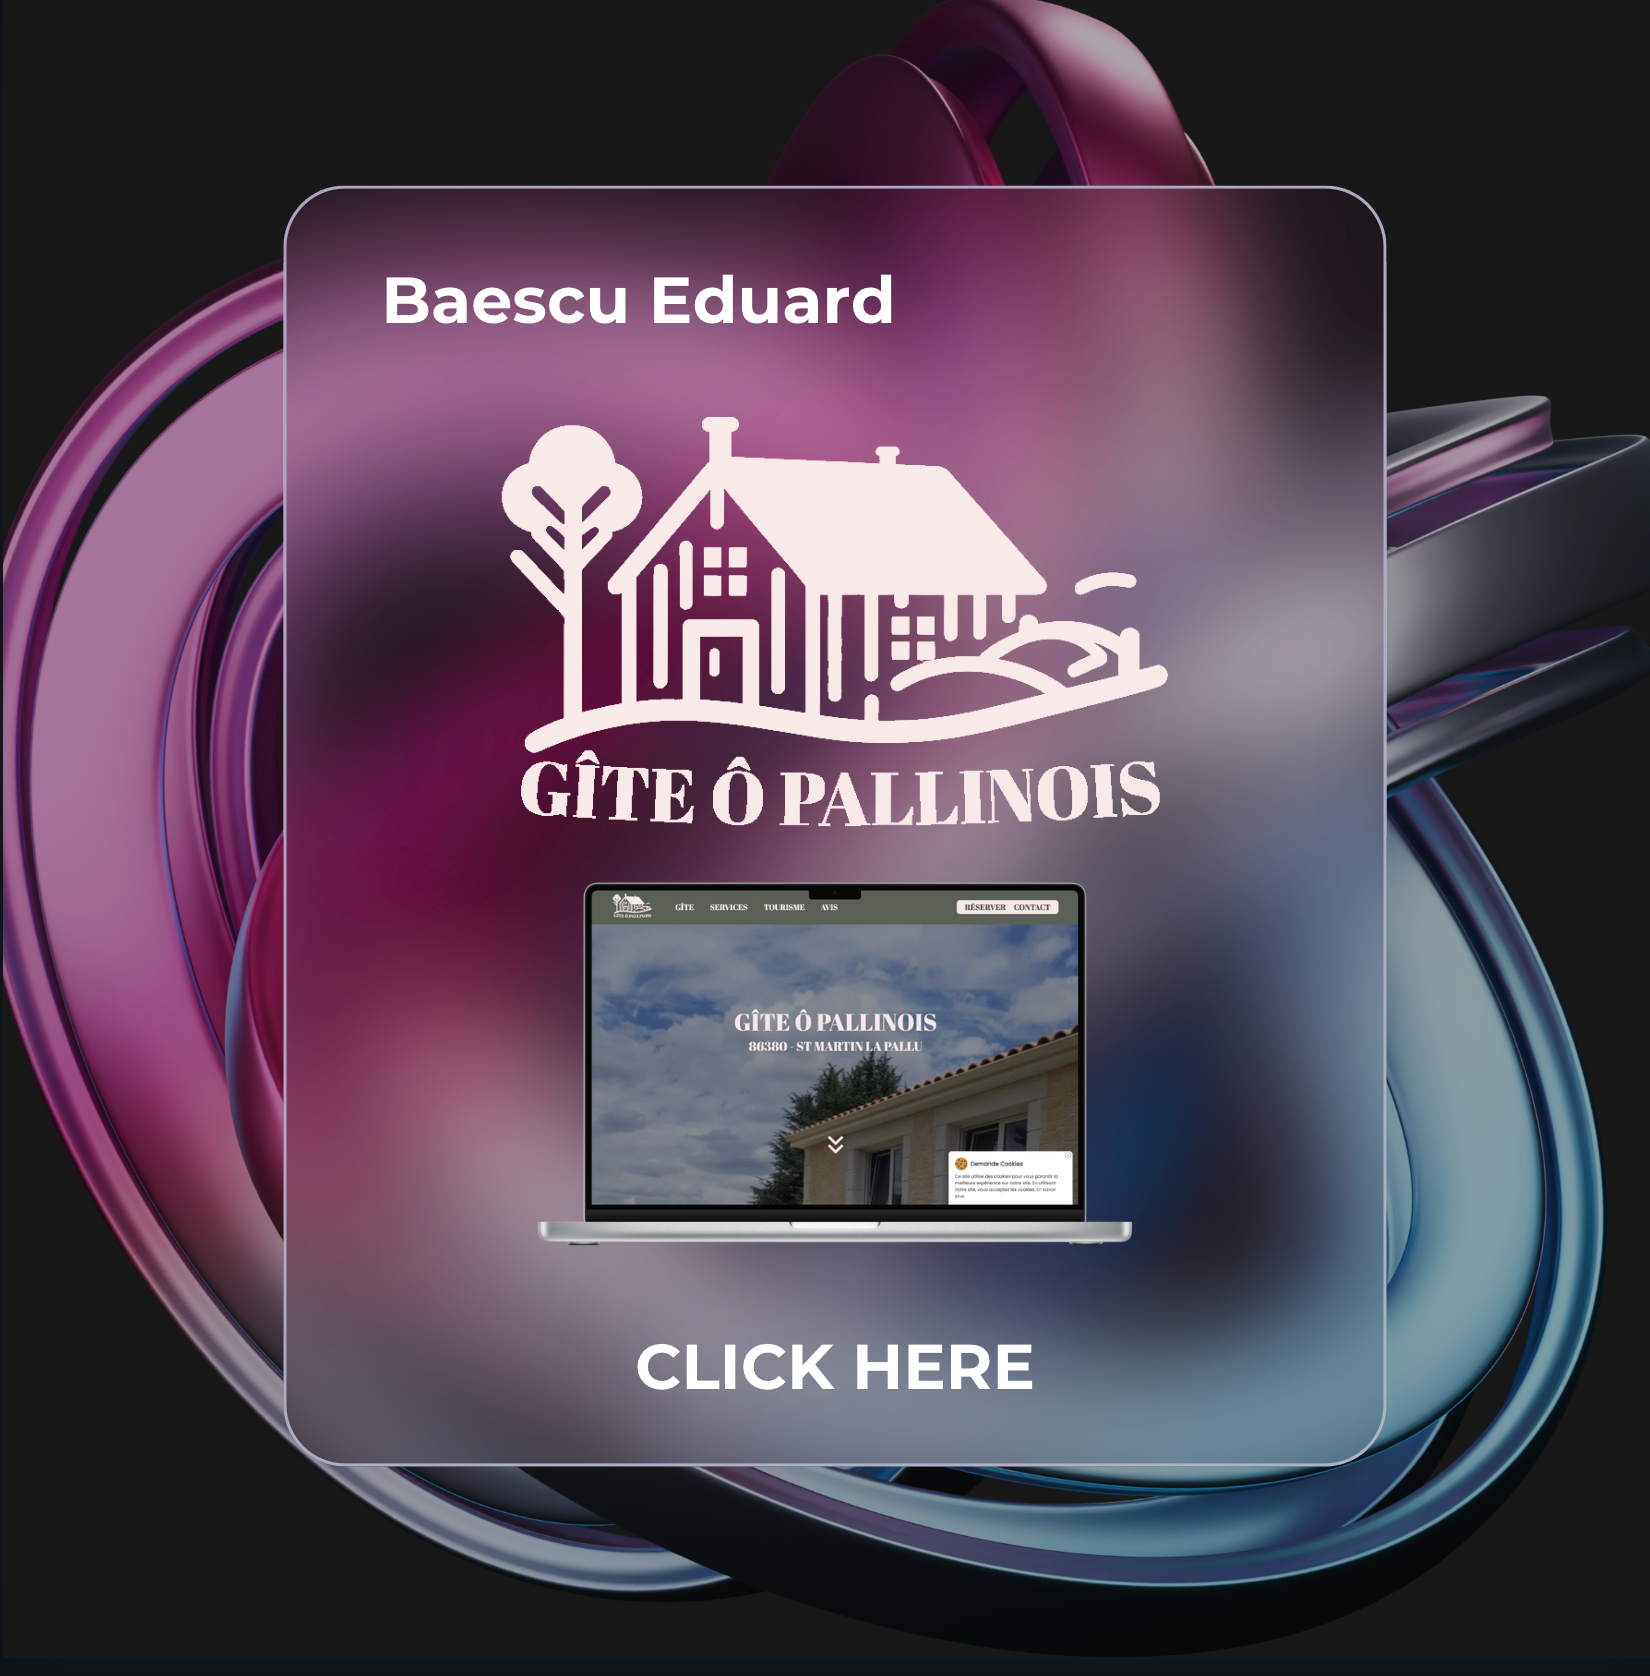 Baescu Eduard
GÎTE Ô PALLINOIS
GÎTE Ô PALLINOIS
GÎTE SERVICES TOURISME AVIS RÉSERVER CONTACT
GÎTE Ô PALLINOIS
86380 - ST MARTIN LA PALLU
Demande Cookies
Ce site utilise des cookies pour vous garantir la
meilleure expérience sur notre site. En utilisant
notre site, vous acceptez les cookies. En savoir
plus.
CLICK HERE